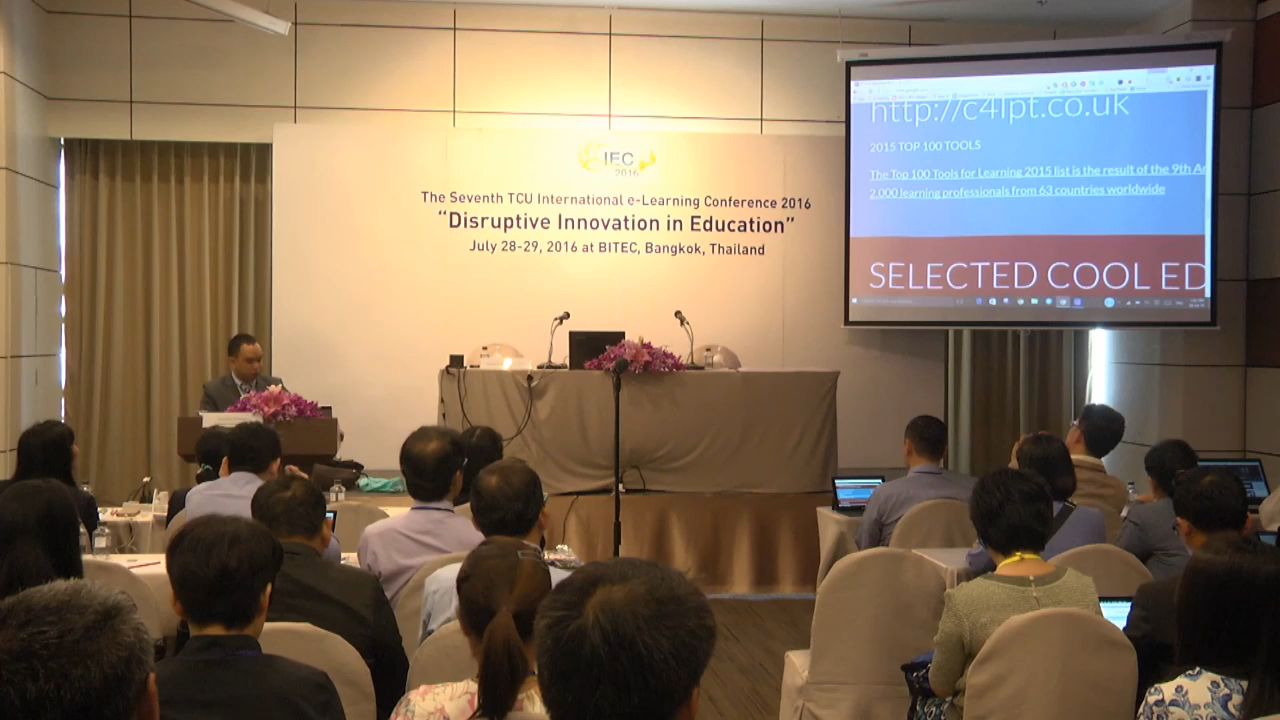 IEC
2016
The Seventh TCU International e-Learning Conference 2016
“Disruptive Innovation in Education”
July 28-29, 2016 at BITEC, Bangkok, Thailand
http://c4lpt.co.uk
2015 TOP 100 TOOLS
The Top 100 Tools for Learning 2015 list is the result of the 9th A
2,000 learning professionals from 63 countries worldwide
SELECTED COOL ED